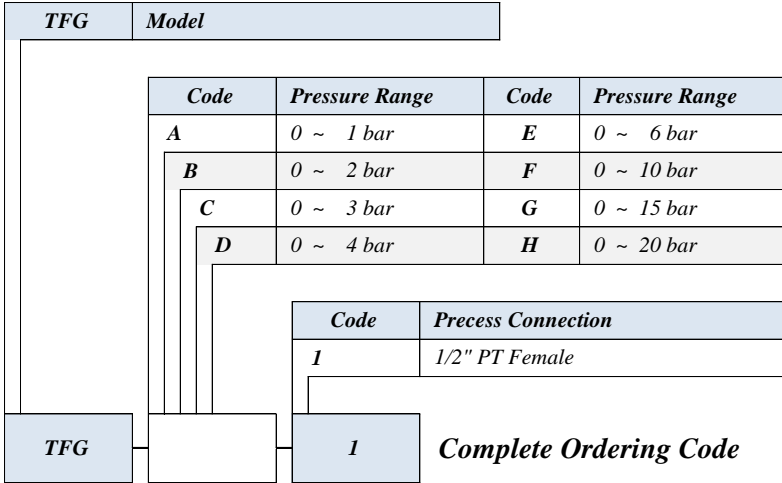 TFG Model
Code Pressure Range Code Pressure Range
A 0 ~ 1 bar E 0 ~ 6 bar
B 0 ~ 2 bar F 0 ~ 10 bar
C 0 ~ 3 bar G 0 ~ 15 bar
D 0 ~ 4 bar H 0 ~ 20 bar
Code Precess Connection
1 1/2" PT Female
TFG 1 Complete Ordering Code